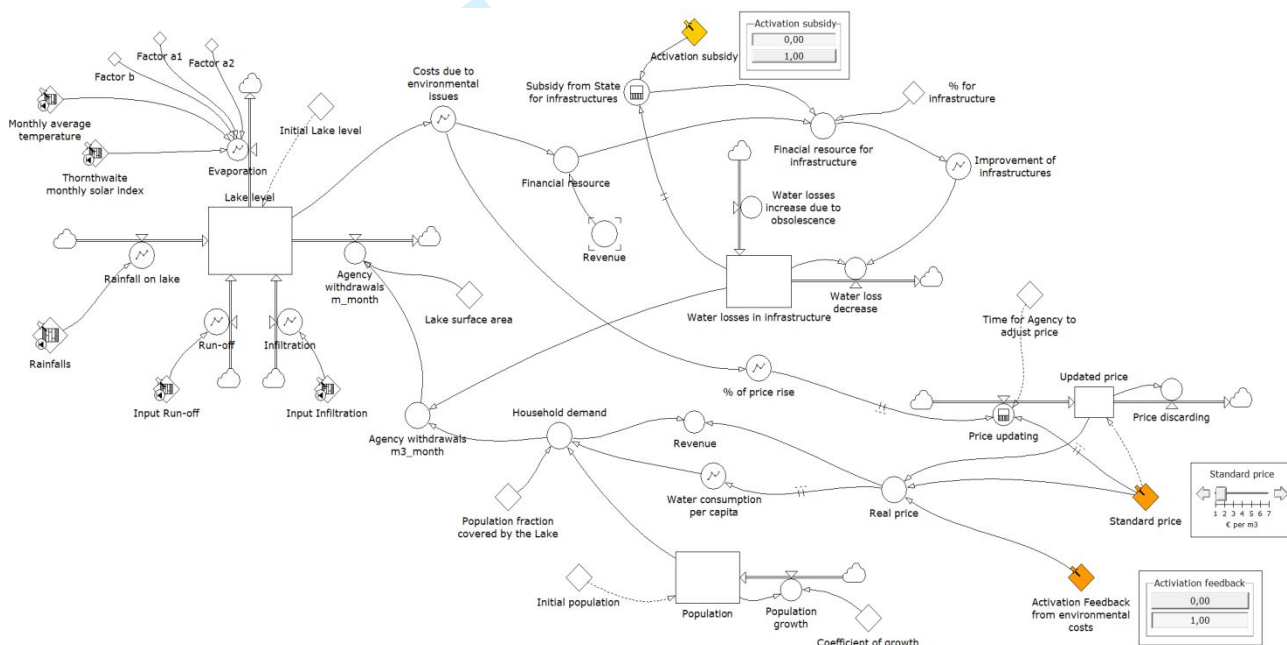 Factor a1
Factor b
Factor a2
Monthly average
temperature
Thornthwaite
monthly solar index
Evaporation
Initial Lake level
Lake level
Rainfall on lake
Rainfalls
Run-off
Infiltration
Input Run-off
Input Infiltration
Agency
withdrawals
m_month
Lake surface area
Costs due to
environmental
issues
Financial resource
Revenue
Activation subsidy
Activation subsidy
0,00
1,00
Subsidy from State
for infrastructures
% for
infrastructure
Finacial resource for
infrastructure
Improvement of
infrastructures
Water losses
increase due to
obsolescence
Water losses in infrastructure
Water loss
decrease
Time for Agency to
adjust price
% of price rise
Updated price
Price updating
Price discarding
Agency withdrawals
m3_month
Household demand
Revenue
Water consumption
per capita
Real price
Standard price
Standard price
1 2 3 4 5 6 7
€ per m3
Population fraction
covered by the Lake
Initial population
Population
Population
growth
Coefficient of growth
Activation Feedback
from environmental
costs
Activiation feedback
0,00
1,00